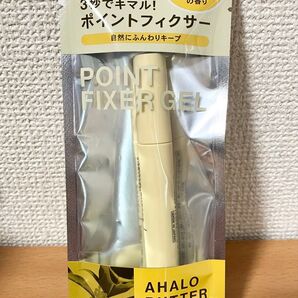 の香り
3秒でキマル!
ポイントフィクサー
自然にふんわりキープ
POINT
FIXER GEL
AHALO
BUTTER